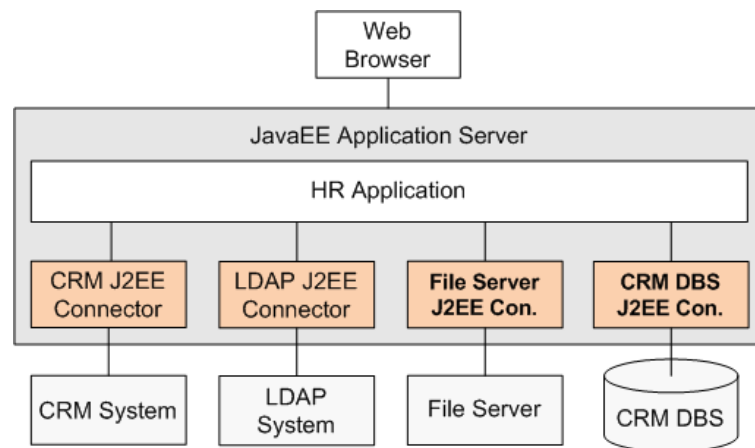 Web
Browser
JavaEE Application Server
HR Application
CRM J2EE
Connector
LDAP J2EE
Connector
File Server
J2EE Con.
CRM DBS
J2EE Con.
CRM System
LDAP
System
File Server
CRM DBS